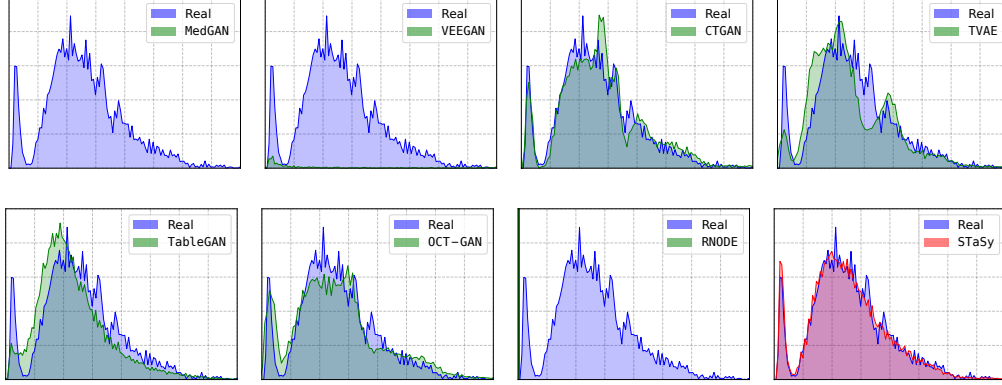 Real
MedGAN
Real
VEEGAN
Real
CTGAN
Real
TVAE
Real
TableGAN
Real
OCT-GAN
Real
RNODE
Real
STaSy